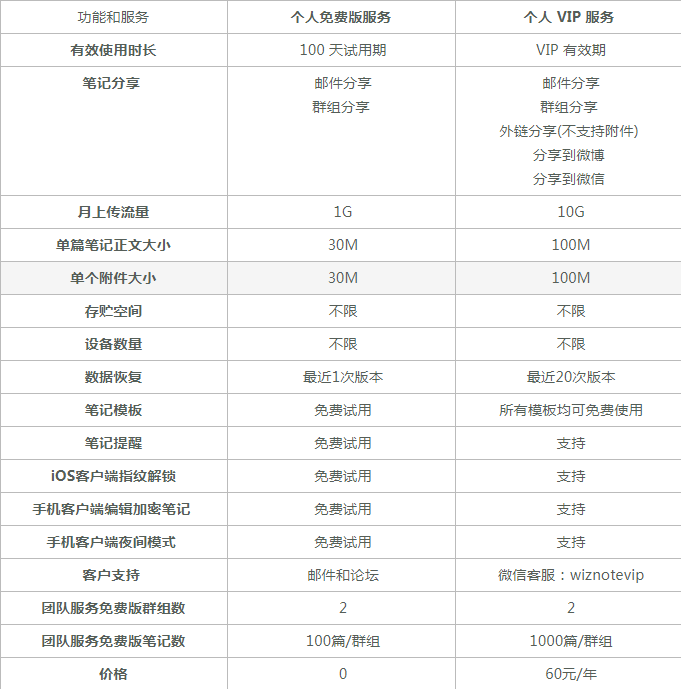 功能和服务 个人免费版服务 个人 VIP 服务
有效使用时长 100 天试用期 VIP 有效期
笔记分享 邮件分享 邮件分享
群组分享 群组分享
外链分享(不支持附件)
分享到微博
分享到微信
月上传流量 1G 10G
单篇笔记正文大小 30M 100M
单个附件大小 30M 100M
存贮空间 不限 不限
设备数量 不限 不限
数据恢复 最近1次版本 最近20次版本
笔记模板 免费试用 所有模板均可免费使用
笔记提醒 免费试用 支持
iOS客户端指纹解锁 免费试用 支持
手机客户端编辑加密笔记 免费试用 支持
手机客户端夜间模式 免费试用 支持
客户支持 邮件和论坛 微信客服：wiznotevip
团队服务免费版群组数 2 2
团队服务免费版笔记数 100篇/群组 1000篇/群组
价格 0 60元/年